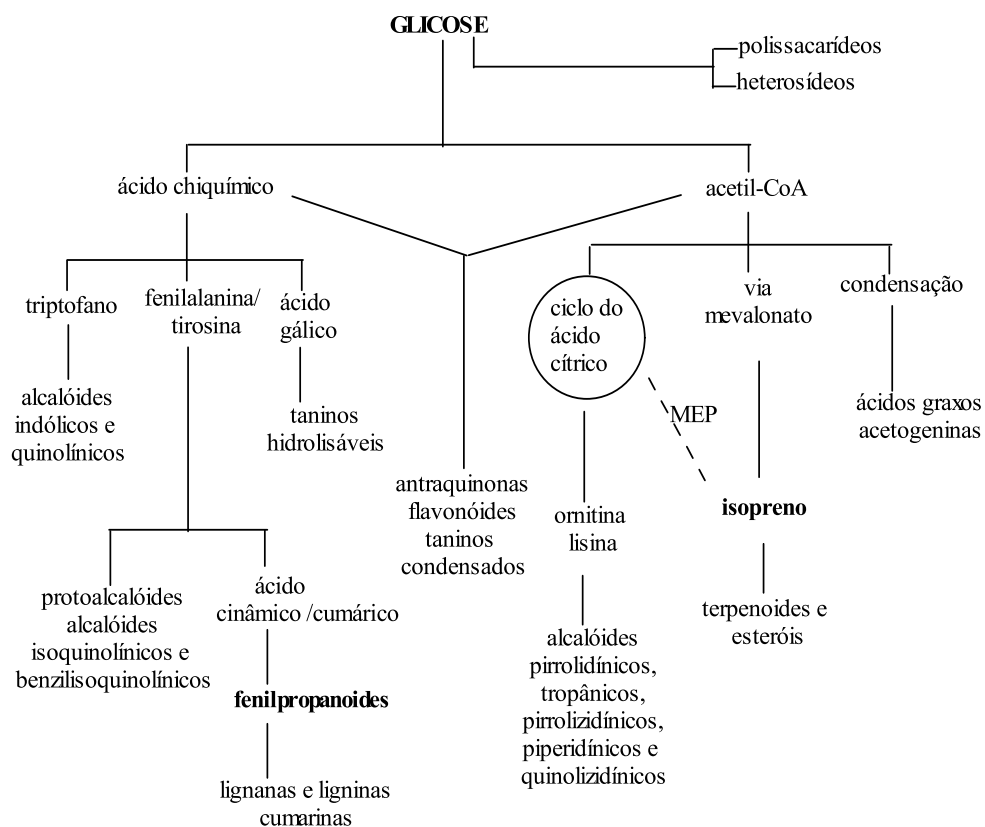 GLICOSE
polissacarídeos
heterosídeos
ácido chiquímico
acetil-CoA
triptofano
fenilalanina/
tirosina
ácido
gálico
ciclo do
ácido
cítrico
via
mevalonato
condensação
alcalóides
indólicos e
quinolínicos
taninos
hidrolisáveis
MEP
ácidos graxos
acetogeninas
antraquinonas
flavonóides
taninos
condensados
ornitina
lisina
isopreno
protoalcalóides
alcalóides
isoquinolínicos e
benzilisoquinolínicos
ácido
cinâmico /cumárico
terpenoides e
esteróis
alcalóides
pirrolidínicos,
tropânicos,
pirrolizidínicos,
piperidínicos e
quinolizidínicos
fenilpropanoides
lignanas e ligninas
cumarinas